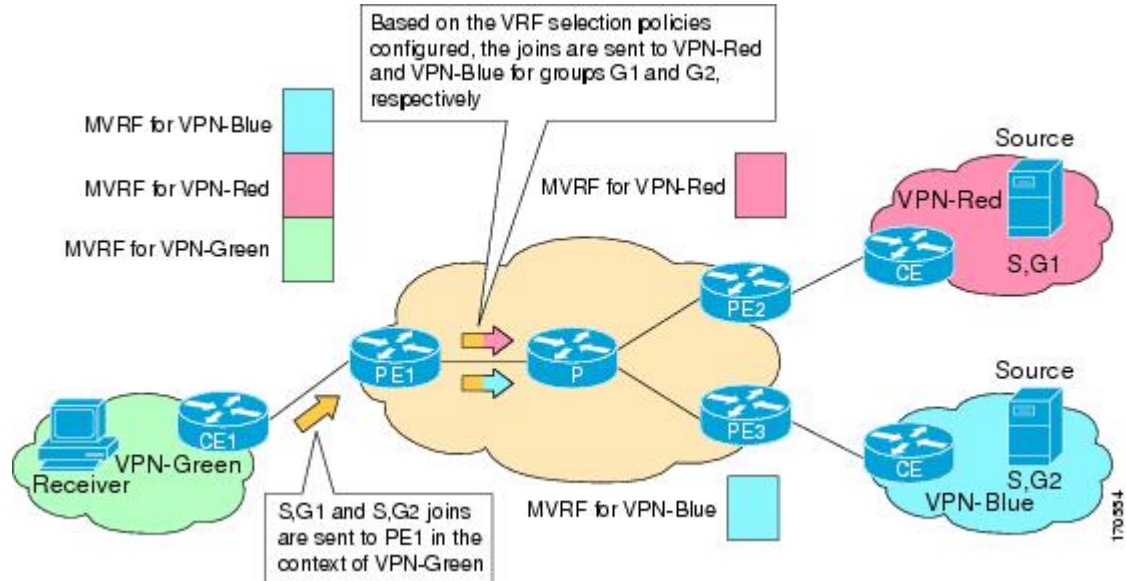 Based on the VRF selection policies
configured, the joins are sent to VPN-Red
and VPN-Blue for groups G1 and G2,
respectively
MVRF for VPN-Blue
MVRF for VPN-Red
MVRF for VPN-Green
MVRF for VPN-Red
Source
VPN-Red
CE
S,G1
PE2
PE1
P
Source
PE3
CE
S,G2
VPN-Blue
CE1
VPN-Green
Receiver
MVRF for VPN-Blue
S,G1 and S,G2 joins
are sent to PE1 in the
context of VPN-Green
170554